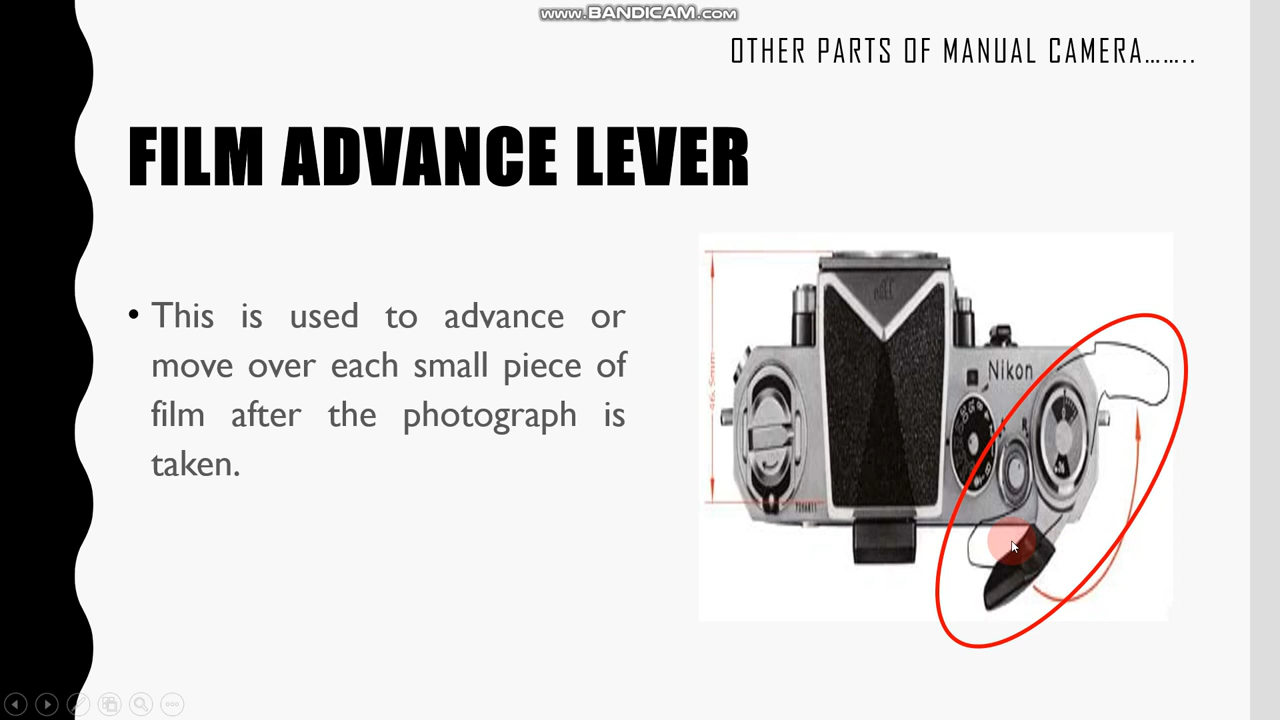 www.BANDICAM.com
OTHER PARTS OF MANUAL CAMERA……..
FILM ADVANCE LEVER
• This is used to advance or
move over each small piece of
film after the photograph is
taken.
Nikon